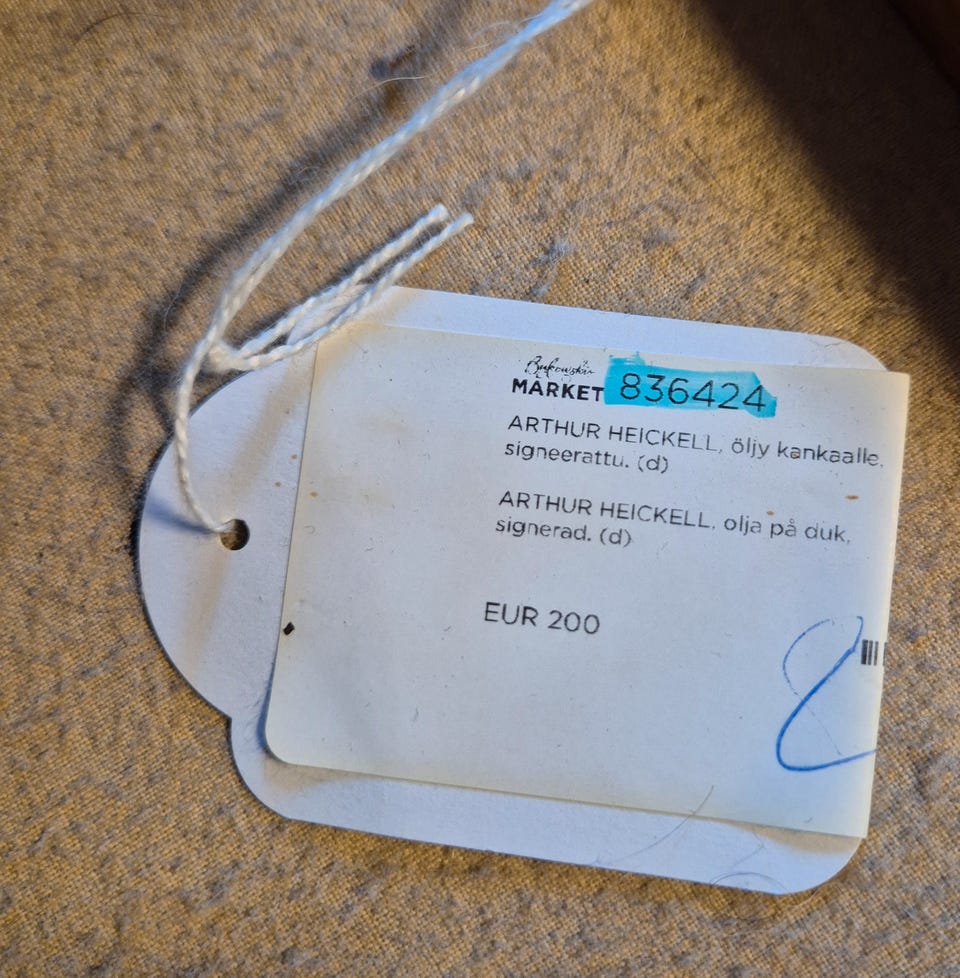 Bukowskis
MARKET 836424
ARTHUR HEICKELL, öljy kankaalle,
signeerattu. (d)
ARTHUR HEICKELL, olja på duk,
signerad. (d)
EUR 200